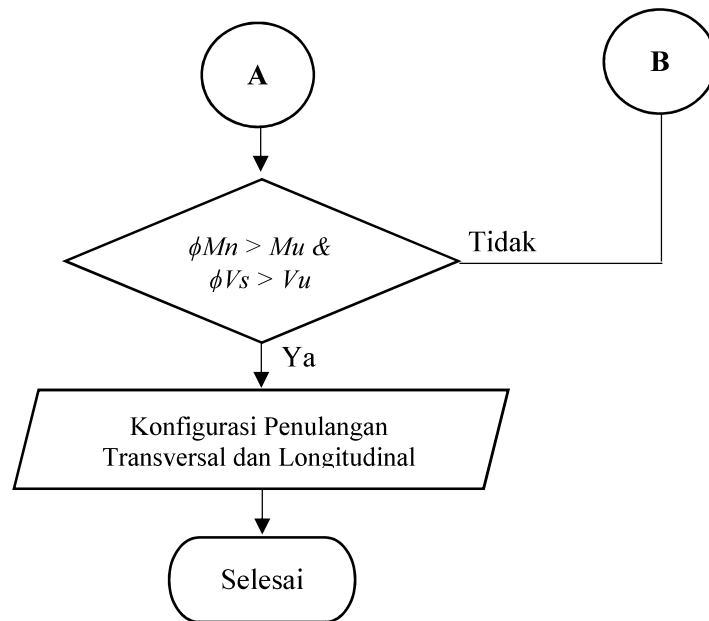 A
B
ϕMn > Mu &
ϕVs > Vu
Tidak
Ya
Konfigurasi Penulangan
Transversal dan Longitudinal
Selesai